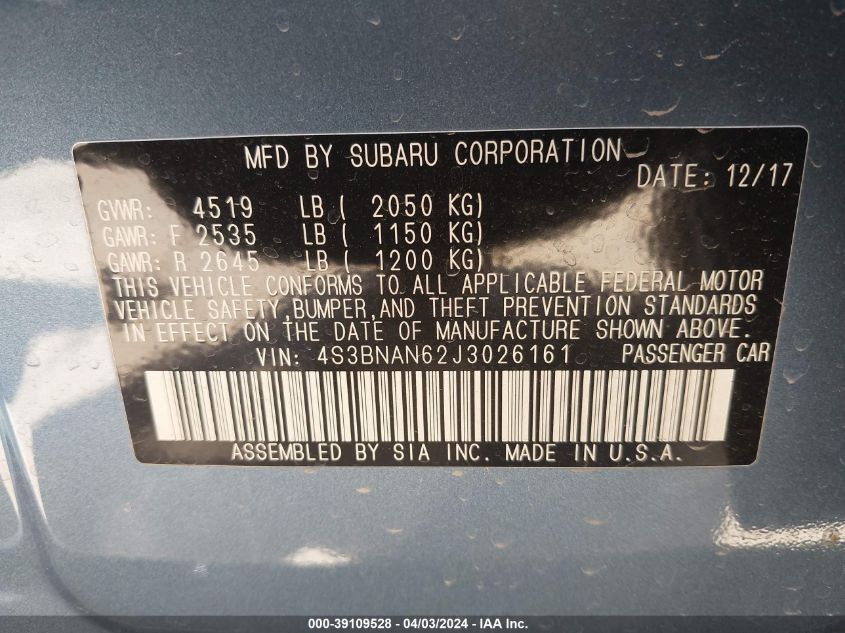 MFD BY SUBARU CORPORATION
DATE: 12/17
GVWR: 4519 LB ( 2050 KG)
GAWR: F 2535 LB ( 1150 KG)
GAWR: R 2645 LB ( 1200 KG)
THIS VEHICLE CONFORMS TO ALL APPLICABLE FEDERAL MOTOR
VEHICLE SAFETY,BUMPER,AND THEFT PREVENTION STANDARDS
IN EFFECT ON THE DATE OF MANUFACTURE SHOWN ABOVE.
VIN: 4S3BNAN62J3026161 PASSENGER CAR
ASSEMBLED BY SIA INC. MADE IN U.S.A.
000-39109528 - 04/03/2024 - IAA Inc.